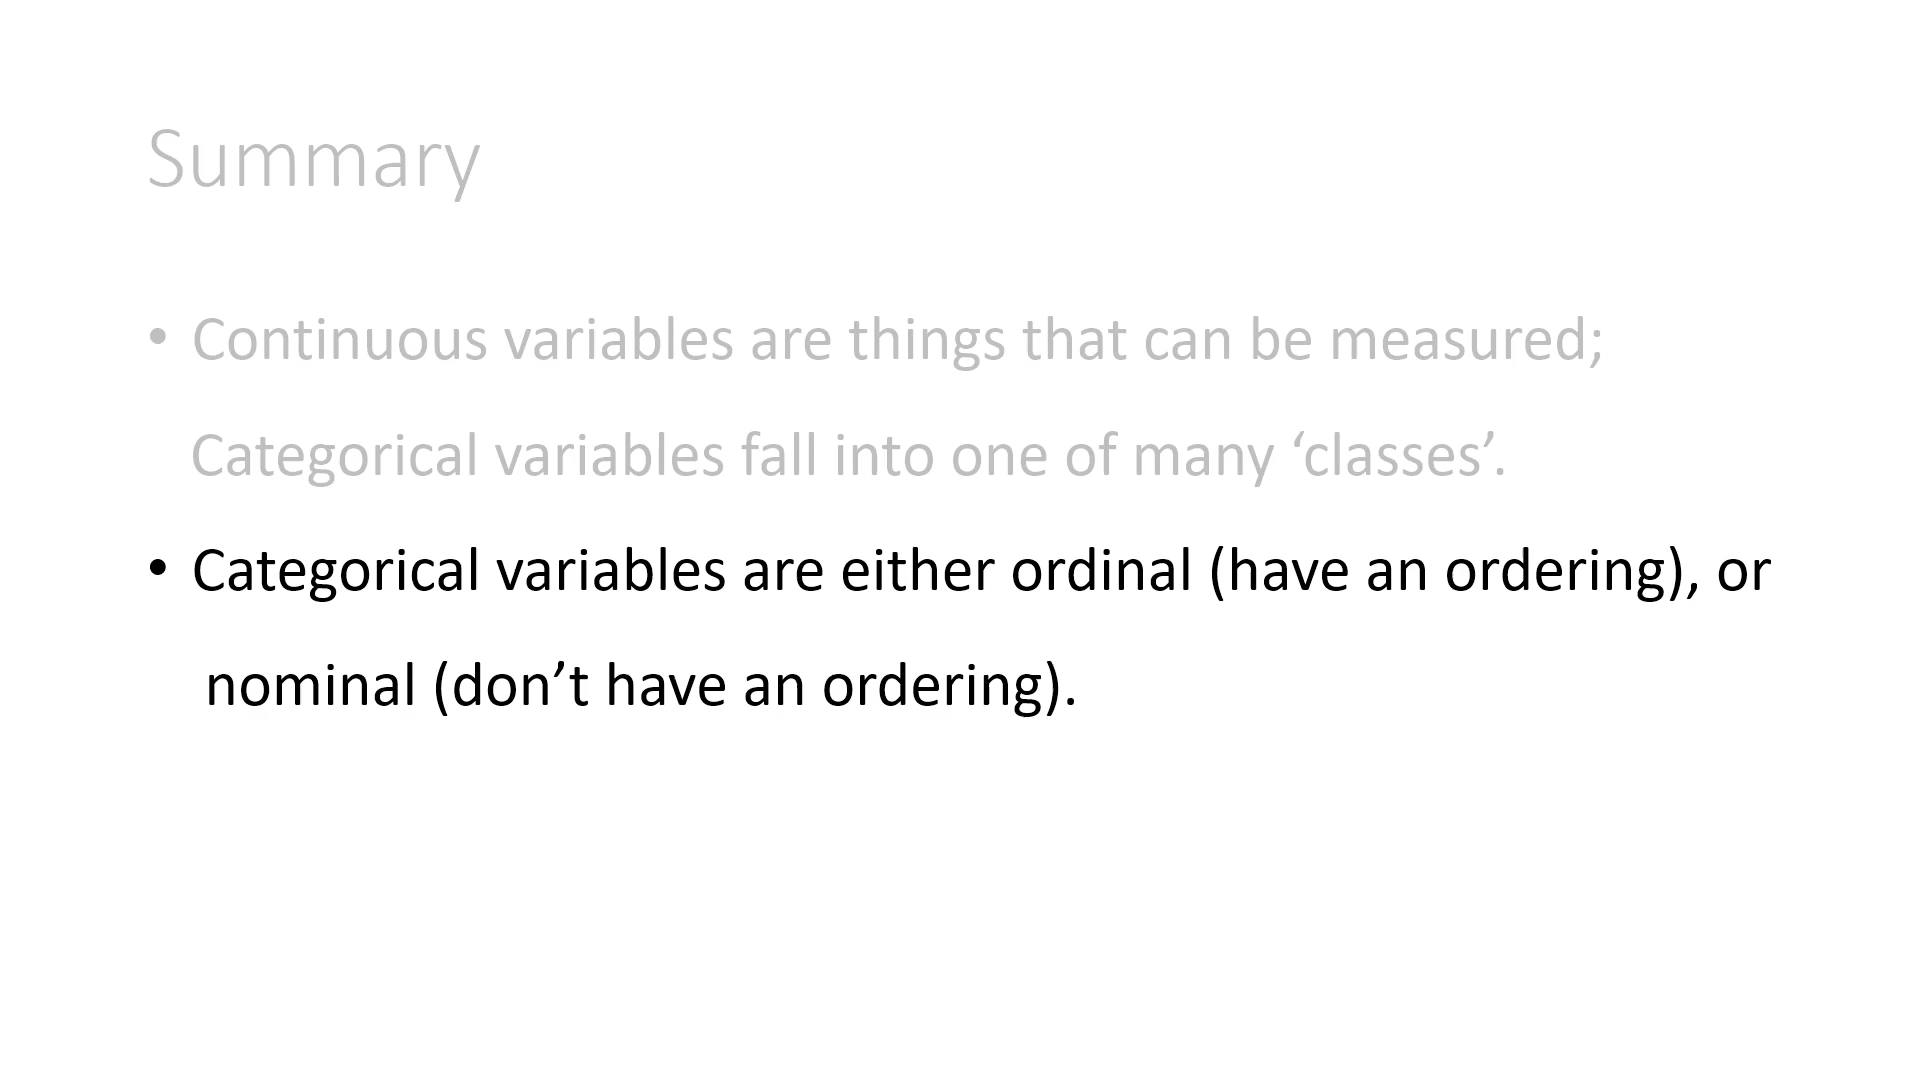 Summary
• Continuous variables are things that can be measured;
Categorical variables fall into one of many ‘classes’.
• Categorical variables are either ordinal (have an ordering), or
nominal (don’t have an ordering).